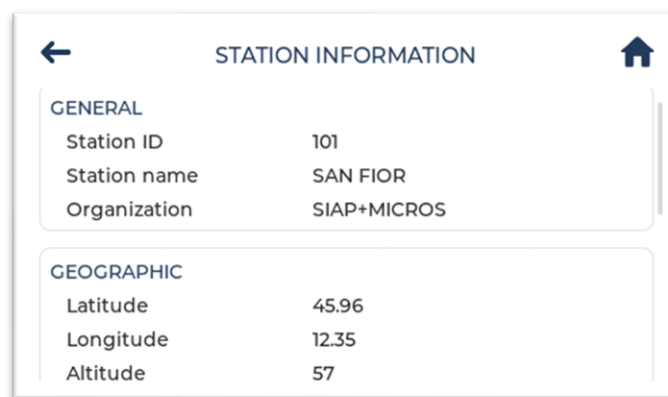 STATION INFORMATION
GENERAL
Station ID 101
Station name SAN FIOR
Organization SIAP+MICROS
GEOGRAPHIC
Latitude 45.96
Longitude 12.35
Altitude 57